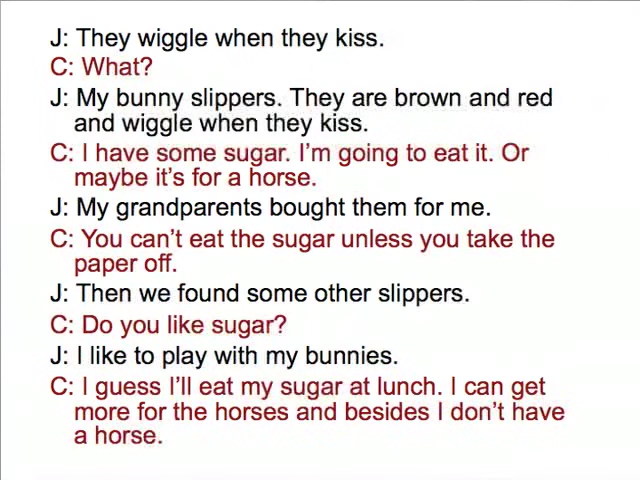 J: They wiggle when they kiss.
C: What?
J: My bunny slippers. They are brown and red
and wiggle when they kiss.
C: I have some sugar. I’m going to eat it. Or
maybe it’s for a horse.
J: My grandparents bought them for me.
C: You can’t eat the sugar unless you take the
paper off.
J: Then we found some other slippers.
C: Do you like sugar?
J: I like to play with my bunnies.
C: I guess I’ll eat my sugar at lunch. I can get
more for the horses and besides I don’t have
a horse.